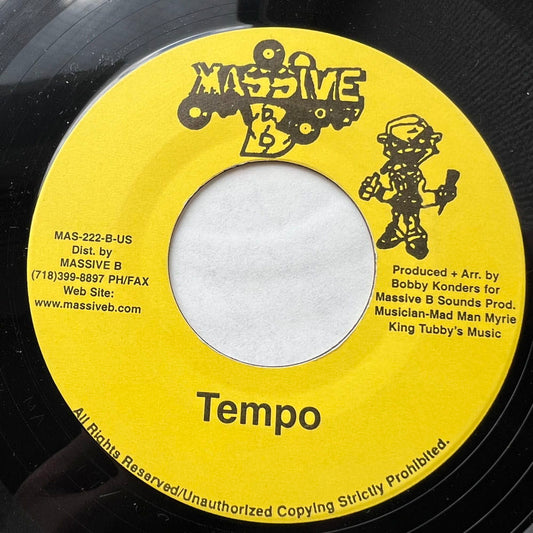 MASSIVE
B
MAS-222-B-US
Dist. by
MASSIVE B
(718)399-8897 PH/FAX
Web Site:
www.massiveb.com
Produced + Arr. by
Bobby Konders for
Massive B Sounds Prod.
Musician-Mad Man Myrie
King Tubby's Music
Tempo
All Rights Reserved/Unauthorized Copying Strictly Prohibited.